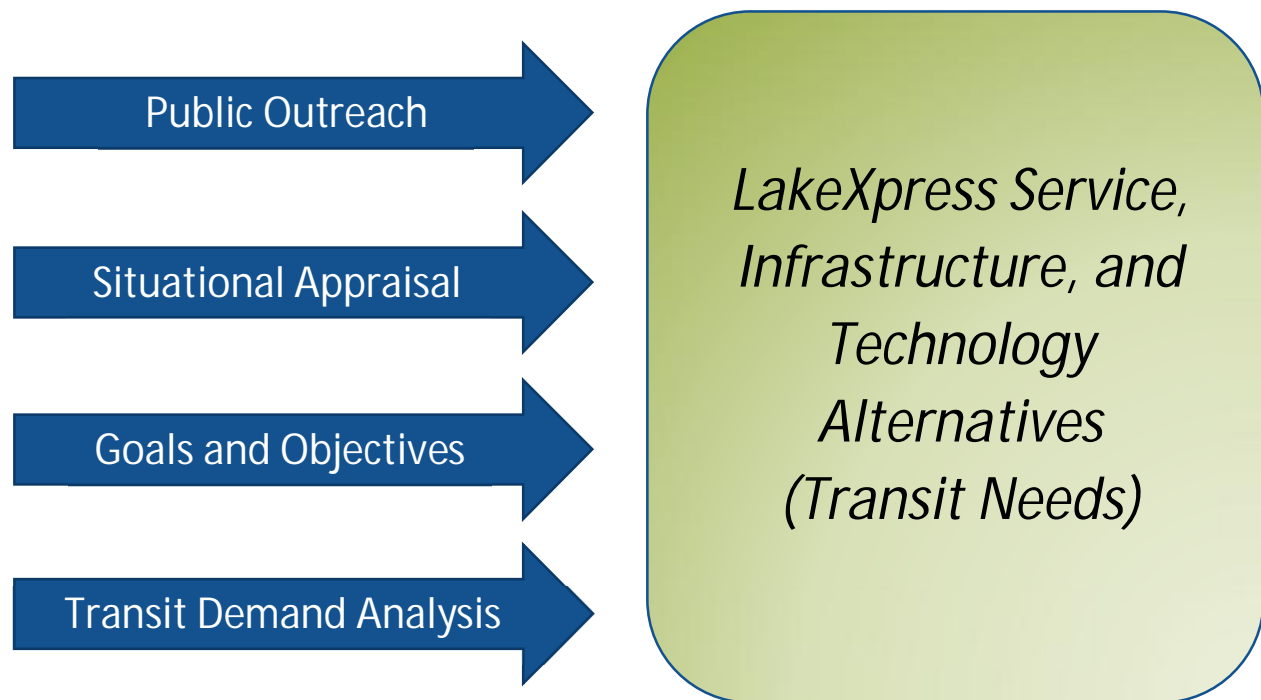 Public Outreach
Situational Appraisal
Goals and Objectives
Transit Demand Analysis
LakeXpress Service,
Infrastructure, and
Technology
Alternatives
(Transit Needs)